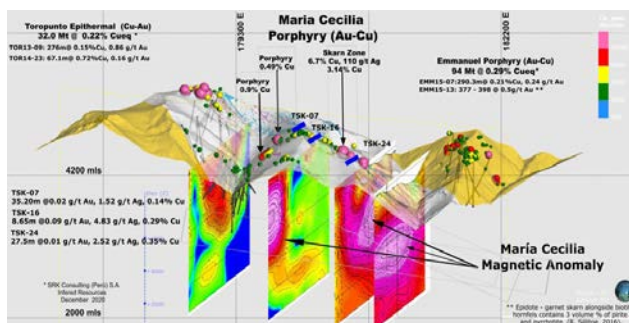 Toropunto Epithermal (Cu-Au)
32.0 Mt @ 0.22% Cueq *
TOR13-09: 276m @ 0.15%Cu, 0.86 g/t Au
TOR14-23: 67.1m @ 0.72%Cu, 0.16 g/t Au
179300 E
Maria Cecilia
Porphyry (Au-Cu)
Skarn Zone
6.7% Cu, 110 g/t Ag
3.14% Cu
Porphyry
0.49% Cu
Porphyry
0.9% Cu
TSK-07
TSK-16
TSK-24
182200 E
Emmanuel Porphyry (Au-Cu)
94 Mt @ 0.29% Cueq*
EMM15-07:290.3m @ 0.21%Cu, 0.24 g/t Au
EMM15-13: 377 - 398 @ 0.5g/t Au **
4200 mls
TSK-07
35.20m @0.02 g/t Au, 1.52 g/t Ag, 0.14% Cu
TSK-16
8.65m @0.09 g/t Au, 4.83 g/t Ag, 0.29% Cu
TSK-24
27.5m @0.01 g/t Au, 2.52 g/t Ag, 0.35% Cu
María Cecilia
Magnetic Anomaly
* SRK Consulting (Perú) S.A
Infered Resources
December 2020
2000 mls
** Epidote - garnet skarn alongside
hornfels contains 3 volume % of pirite
and